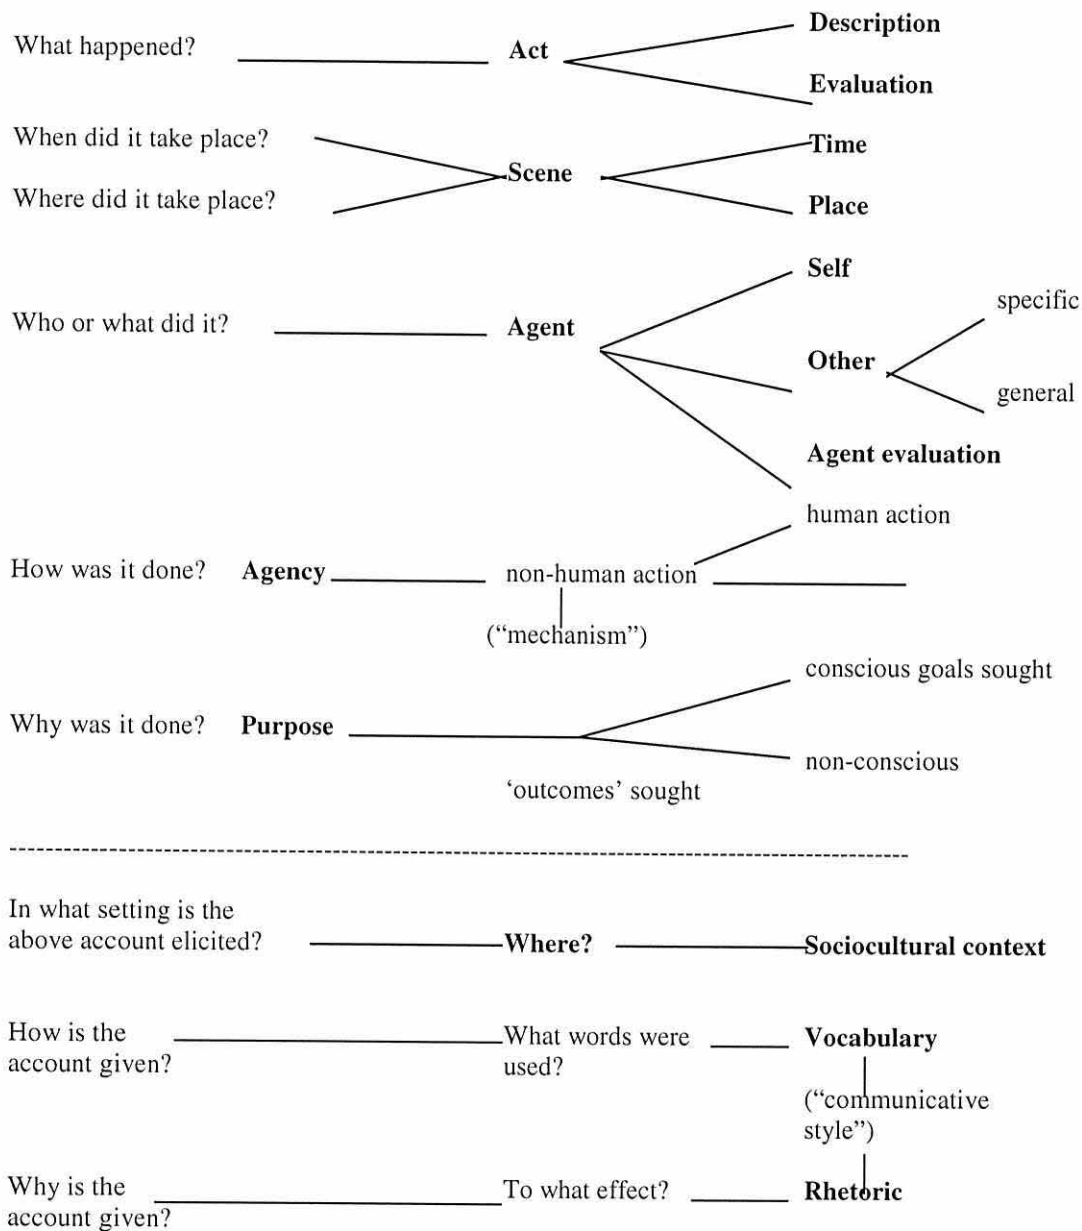 Description
What happened? Act
Evaluation
When did it take place? Time
Scene
Where did it take place? Place
Self
specific
Who or what did it? Agent
Other
general
Agent evaluation
human action
How was it done? Agency non-human action
(“mechanism”)
conscious goals sought
Why was it done? Purpose
non-conscious
‘outcomes’ sought
In what setting is the
above account elicited? Where? Sociocultural context
How is the What words were Vocabulary
account given? used?
(“communicative
style”)
Why is the To what effect? Rhetoric
account given?